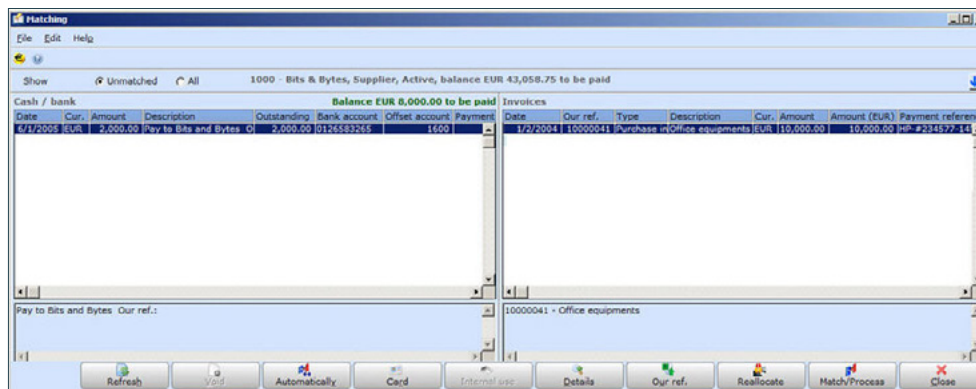 Matching
File Edit Help
Show Unmatched All 1000 - Bits & Bytes, Supplier, Active, balance EUR 43,058.75 to be paid
Cash / bank Balance EUR 8,000.00 to be paid Invoices
Date Cur. Amount Description Outstanding Bank account Offset account Payment Date Our ref. Type Description Cur. Amount Amount (EUR) Payment referen
6/1/2005 EUR 2,000.00 Pay to Bits and Bytes O 2,000.00 0126583265 1600 1/2/2004 10000041 Purchase in Office equipments EUR 10,000.00 10,000.00 HP-#234577-14
Pay to Bits and Bytes Our ref.: 10000041 - Office equipments
Refresh Void Automatically Card Internal use Details Our ref. Reallocate Match/Process Close